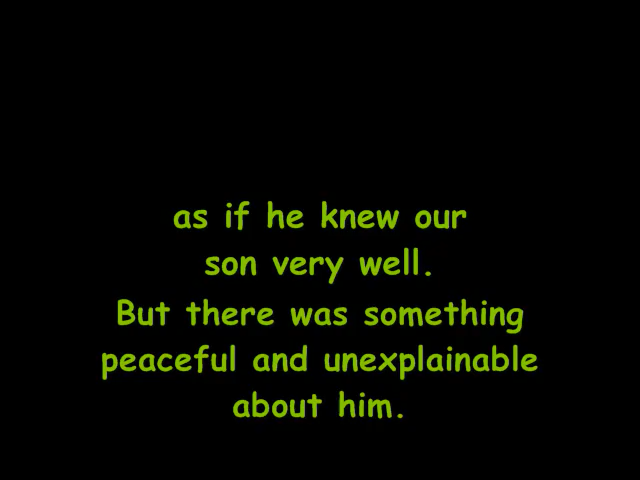 as if he knew our
son very well.
But there was something
peaceful and unexplainable
about him.